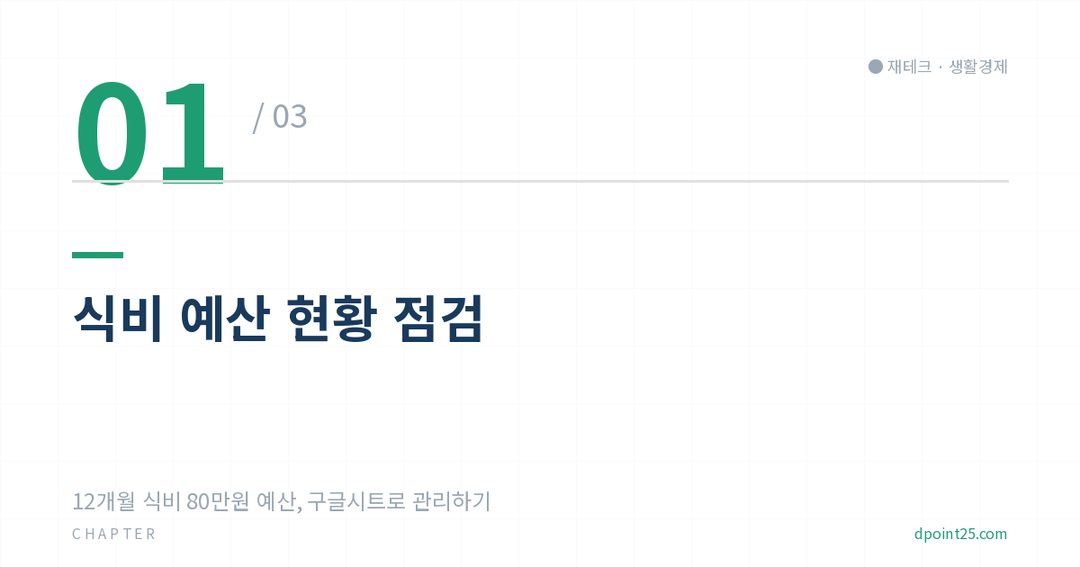 ● 재테크 · 생활경제
01 / 03
식비 예산 현황 점검
12개월 식비 80만원 예산, 구글시트로 관리하기
CHAPTER
dpoint25.com